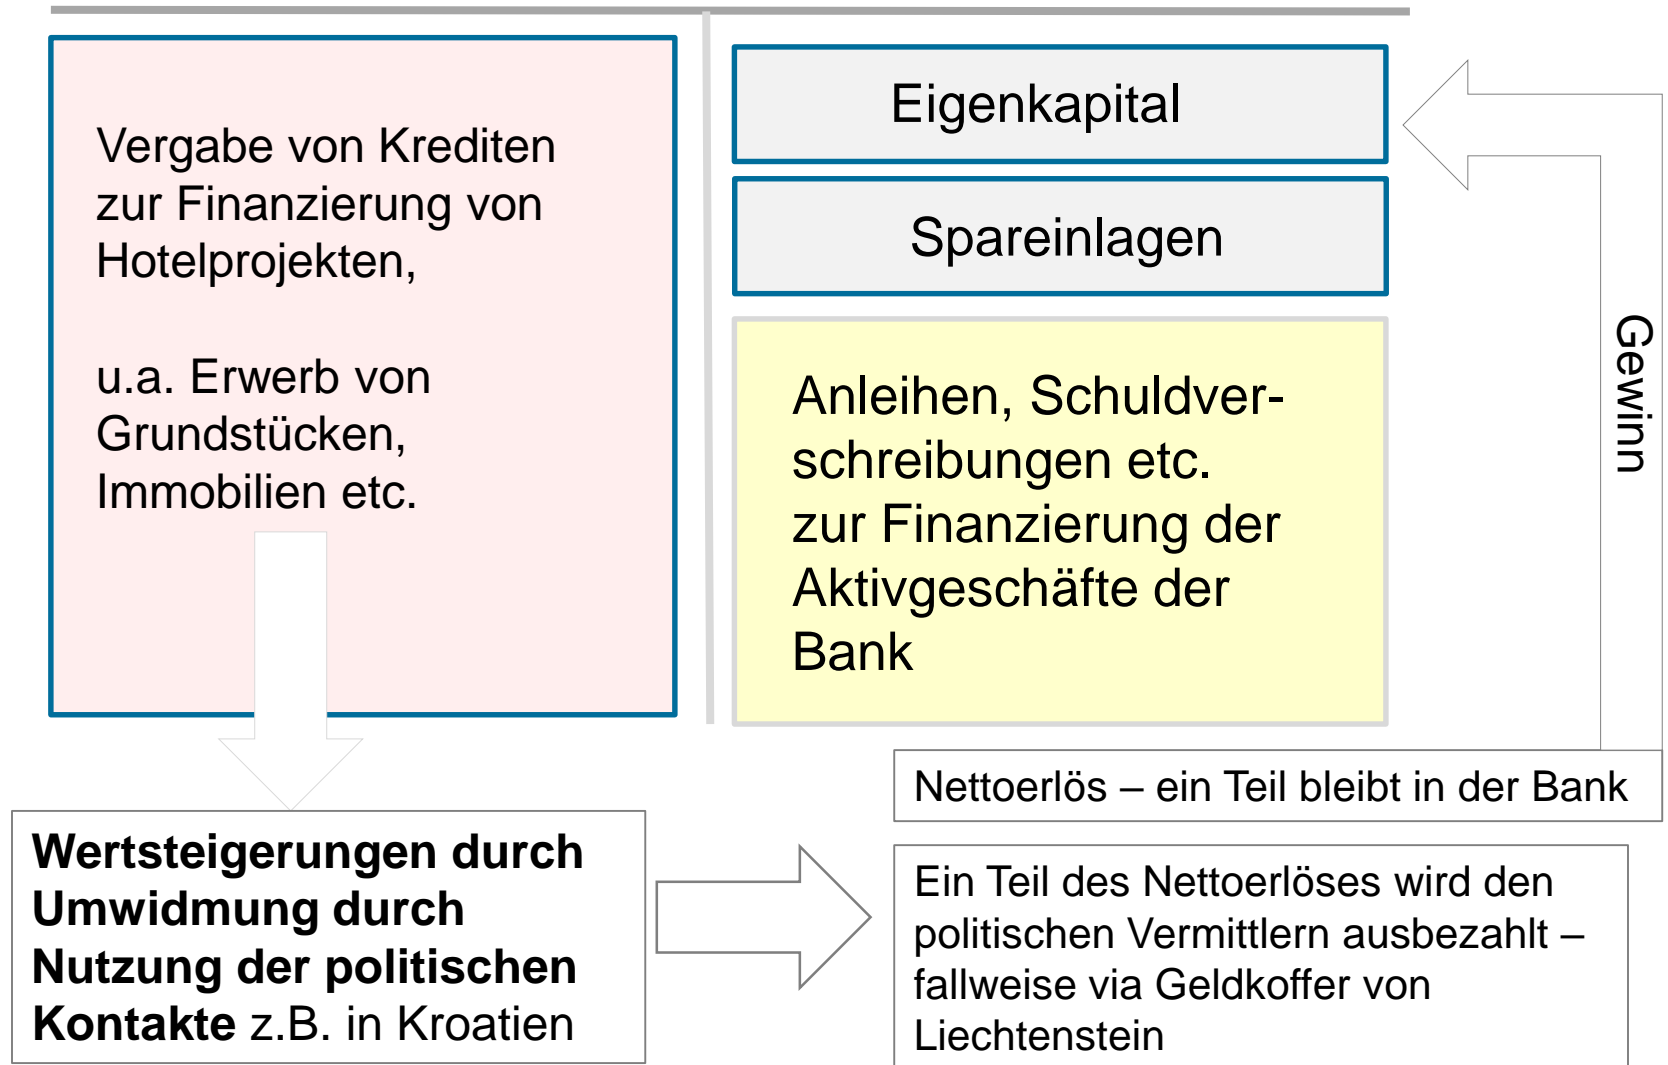 Vergabe von Krediten
zur Finanzierung von
Hotelprojekten,
u.a. Erwerb von
Grundstücken,
Immobilien etc.
Eigenkapital
Spareinlagen
Anleihen, Schuldver-
schreibungen etc.
zur Finanzierung der
Aktivgeschäfte der
Bank
Gewinn
Nettoerlös – ein Teil bleibt in der Bank
Wertsteigerungen durch
Umwidmung durch
Nutzung der politischen
Kontakte z.B. in Kroatien
Ein Teil des Nettoerlöses wird den
politischen Vermittlern ausbezahlt –
fallweise via Geldkoffer von
Liechtenstein